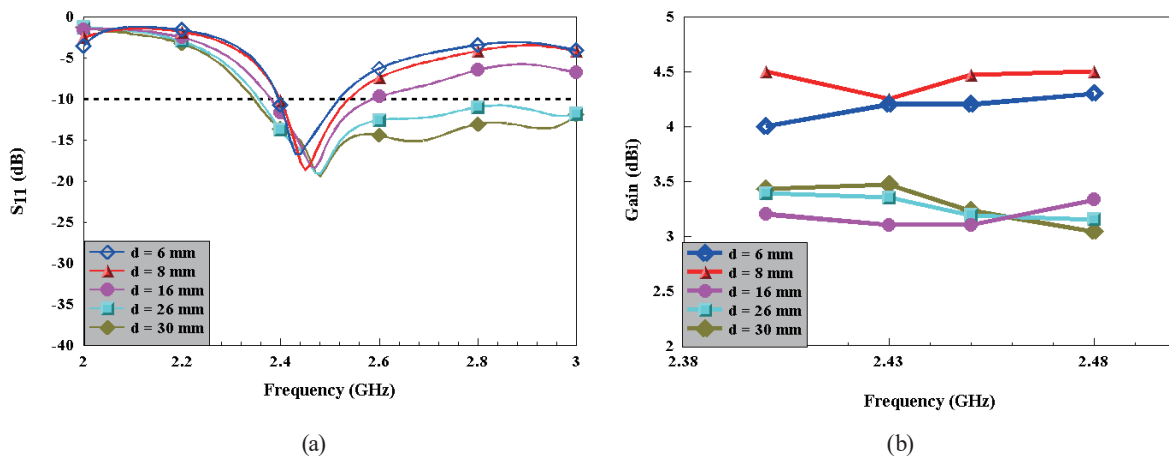 0
-5
-10
-15
-20
-25
-30
-35
-40
S11 (dB)
d = 6 mm
d = 8 mm
d = 16 mm
d = 26 mm
d = 30 mm
2 2.2 2.4 2.6 2.8 3
Frequency (GHz)
(a)
5
4.5
4
3.5
3
2.5
2
Gain (dBi)
d = 6 mm
d = 8 mm
d = 16 mm
d = 26 mm
d = 30 mm
2.38 2.43 2.48
Frequency (GHz)
(b)